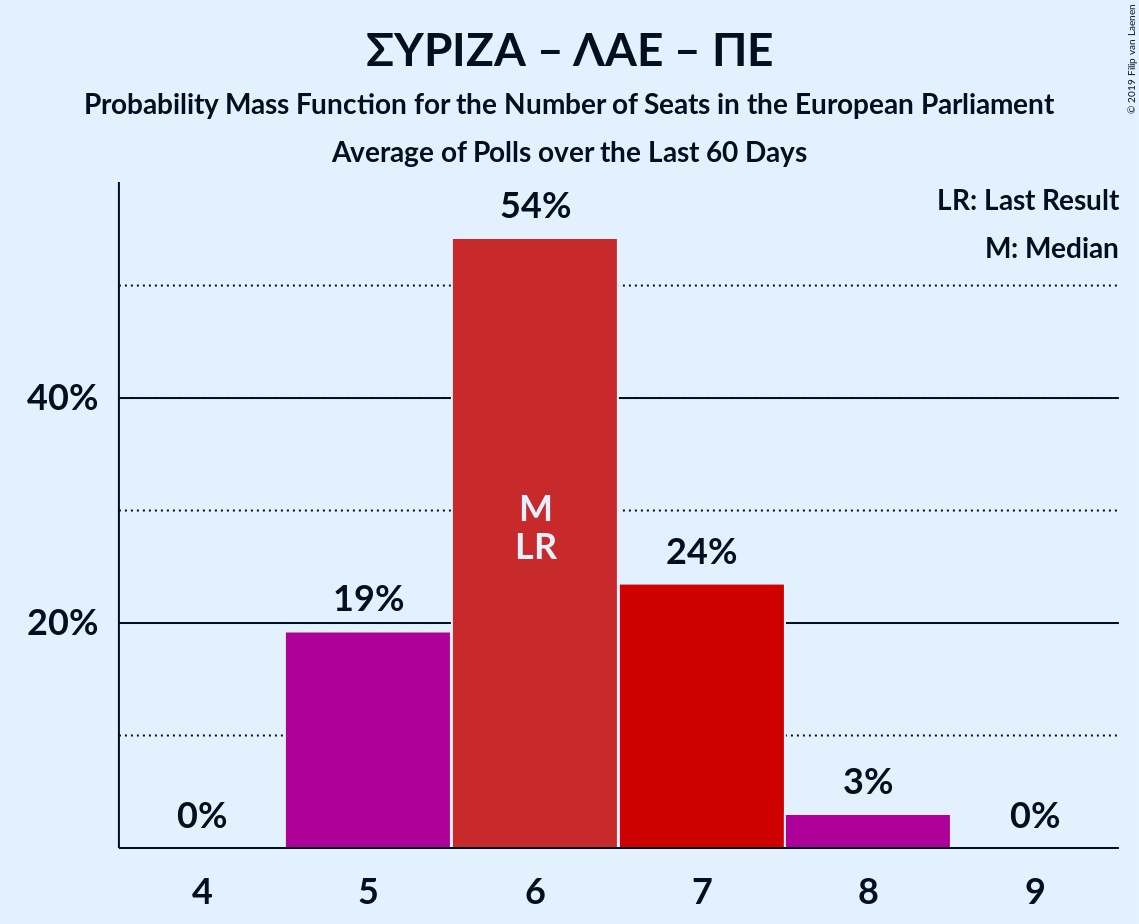 ΣΥΡΙΖΑ – ΛΑΕ – ΠΕ
Probability Mass Function for the Number of Seats in the European Parliament
Average of Polls over the Last 60 Days
© 2019 Filip van Laenen
LR: Last Result
M: Median
54%
40%
M
LR
24%
19%
20%
3%
0%
0%
4 5 6 7 8 9